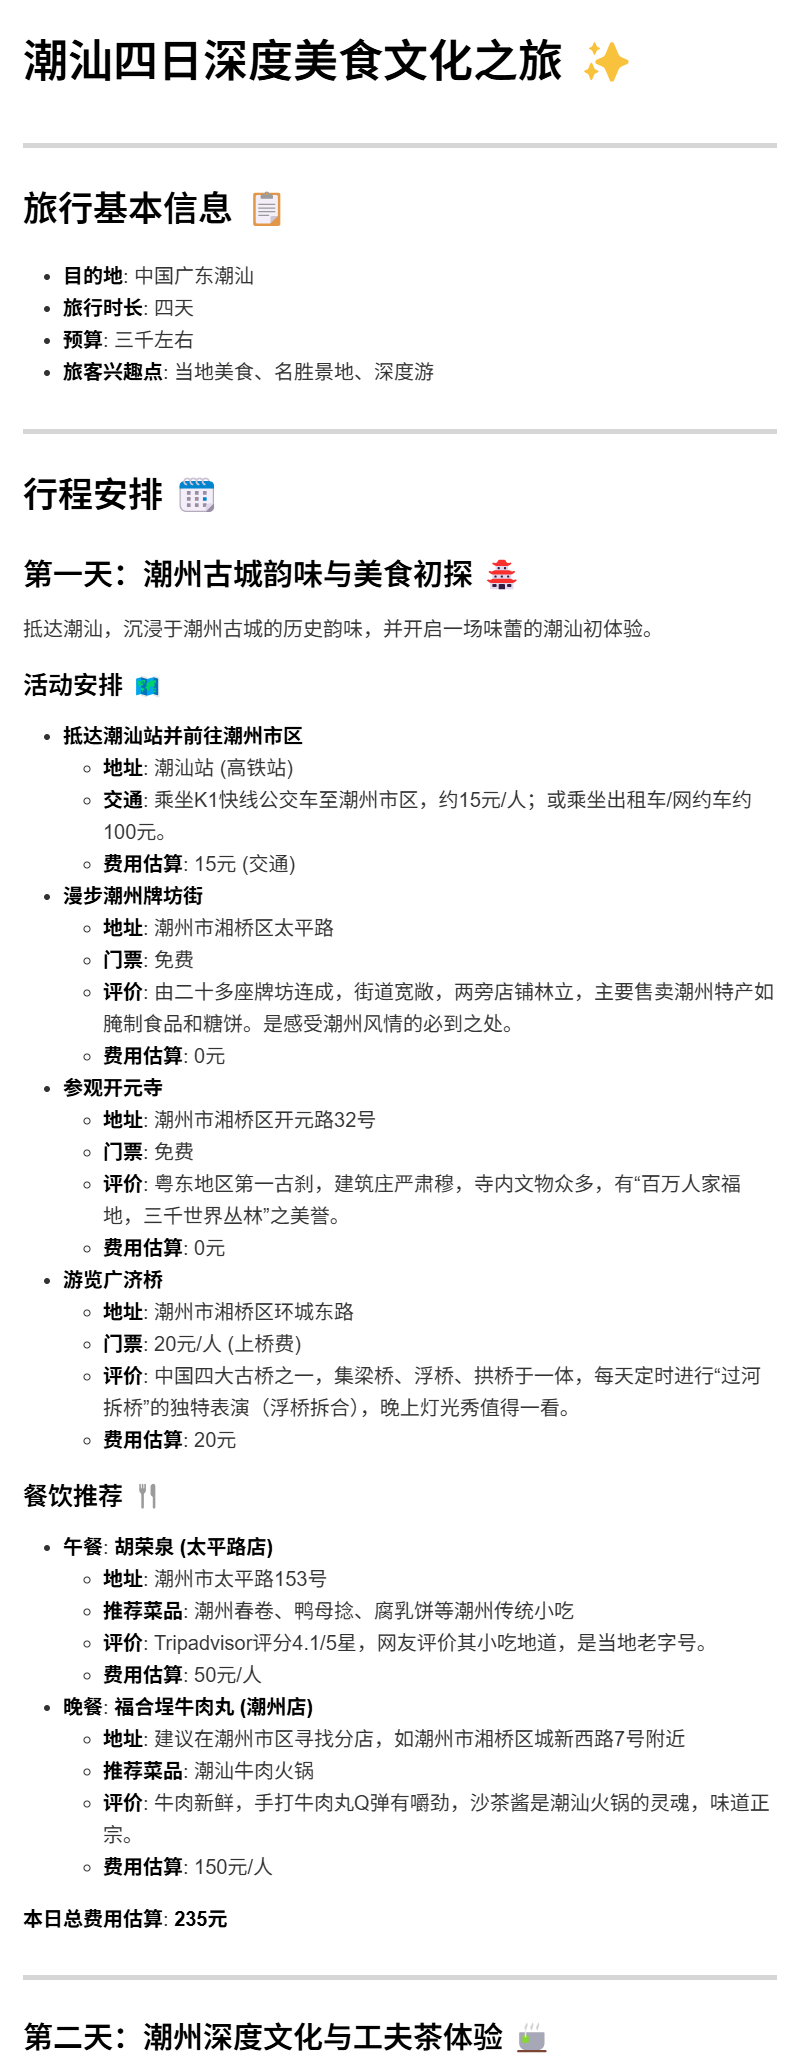 潮汕四日深度美食文化之旅 ✨
旅行基本信息 📋
目的地: 中国广东潮汕
旅行时长: 四天
预算: 三千左右
旅客兴趣点: 当地美食、名胜景地、深度游
行程安排 🗓️
第一天：潮州古城韵味与美食初探 🏯
抵达潮汕，沉浸于潮州古城的历史韵味，并开启一场味蕾的潮汕初体验。
活动安排 🗺️
抵达潮汕站并前往潮州市区
地址: 潮汕站 (高铁站)
交通: 乘坐K1快线公交车至潮州市区，约15元/人；或乘坐出租车/网约车约
100元。
费用估算: 15元 (交通)
漫步潮州牌坊街
地址: 潮州市湘桥区太平路
门票: 免费
评价: 由二十多座牌坊连成，街道宽敞，两旁店铺林立，主要售卖潮州特产如
腌制食品和糖饼。是感受潮州风情的必到之处。
费用估算: 0元
参观开元寺
地址: 潮州市湘桥区开元路32号
门票: 免费
评价: 粤东地区第一古刹，建筑庄严肃穆，寺内文物众多，有“百万人家福
地，三千世界丛林”之美誉。
费用估算: 0元
游览广济桥
地址: 潮州市湘桥区环城东路
门票: 20元/人 (上桥费)
评价: 中国四大古桥之一，集梁桥、浮桥、拱桥于一体，每天定时进行“过河
拆桥”的独特表演（浮桥拆合），晚上灯光秀值得一看。
费用估算: 20元
餐饮推荐 🍴
午餐: 胡荣泉 (太平路店)
地址: 潮州市太平路153号
推荐菜品: 潮州春卷、鸭母捻、腐乳饼等潮州传统小吃
评价: Tripadvisor评分4.1/5星，网友评价其小吃地道，是当地老字号。
费用估算: 50元/人
晚餐: 福合埕牛肉丸 (潮州店)
地址: 建议在潮州市区寻找分店，如潮州市湘桥区城新西路7号附近
推荐菜品: 潮汕牛肉火锅
评价: 牛肉新鲜，手打牛肉丸Q弹有嚼劲，沙茶酱是潮汕火锅的灵魂，味道正
宗。
费用估算: 150元/人
本日总费用估算: 235元
第二天：潮州深度文化与工夫茶体验 🍵